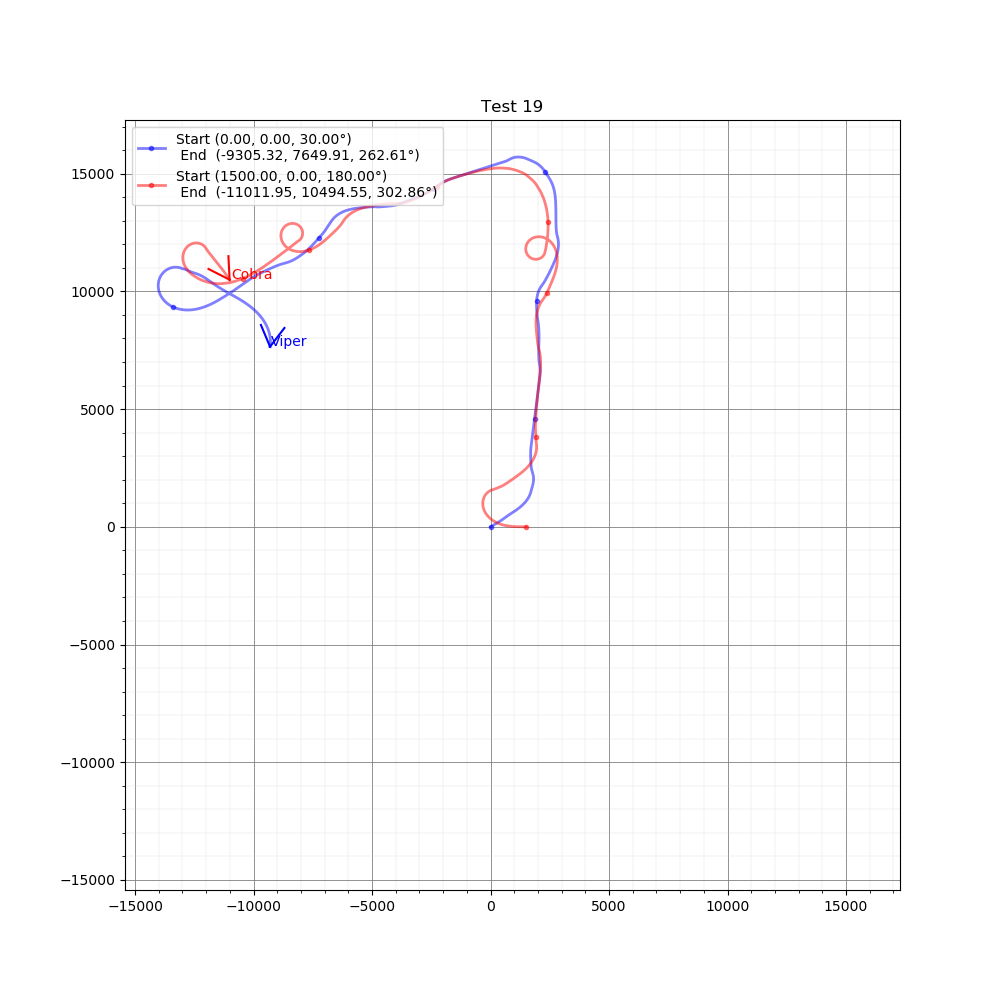 Test 19
Start (0.00, 0.00, 30.00°)
End (-9305.32, 7649.91, 262.61°)
Start (1500.00, 0.00, 180.00°)
End (-11011.95, 10494.55, 302.86°)
15000
10000
5000
0
−5000
−10000
−15000
Cobra
Viper
−15000 −10000 −5000 0 5000 10000 15000